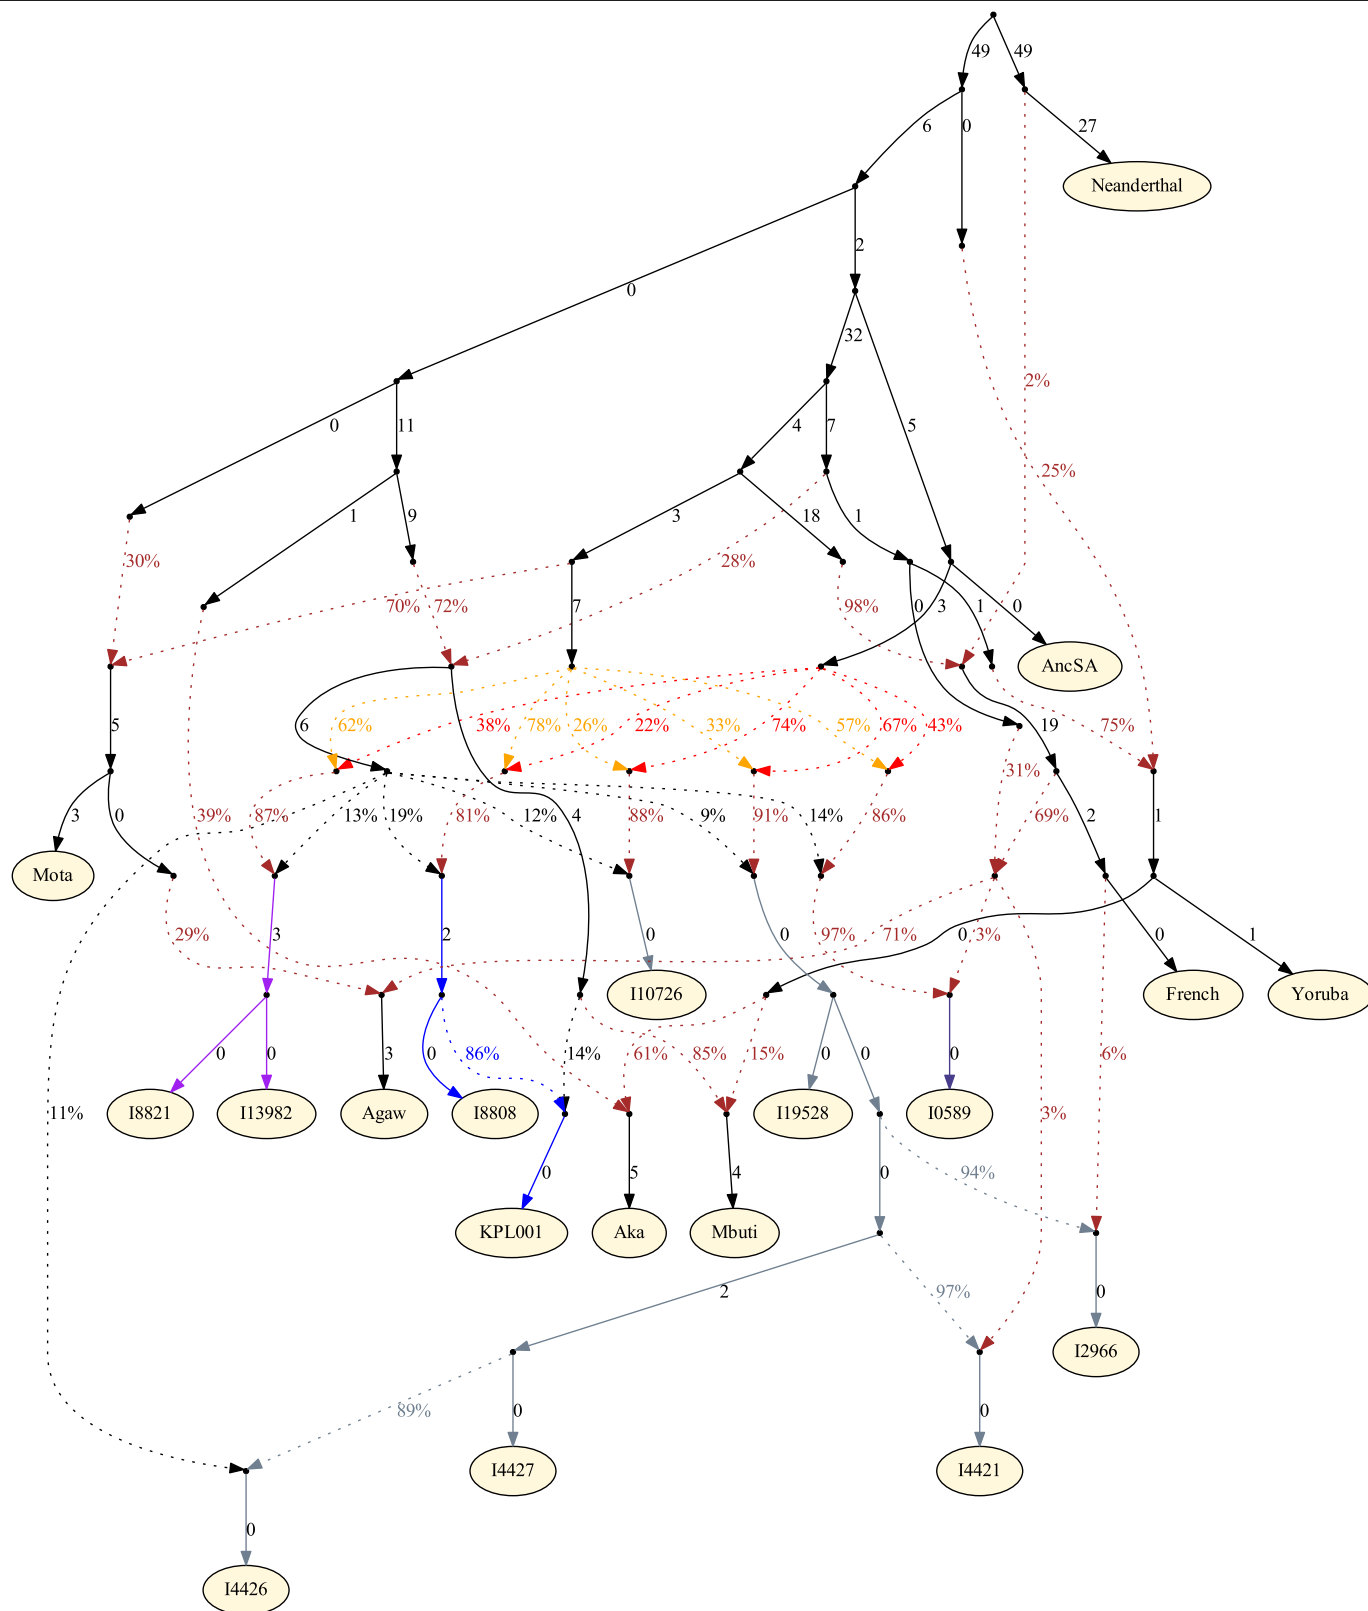 49 49
6 0 27
Neanderthal
2
0
32
2%
0 11 4 7 5
25%
1 9 3 18 1
30% 28%
70% 72% 7 98% 0 3 1 0
AncSA
5 6 62% 38% 78% 26% 22% 33% 74% 57% 67% 43% 19 75%
31%
3 0 39% 87% 13% 19% 81% 4 12% 88% 9% 91% 14% 86% 69% 2 1
Mota
29% 3 2 0 0 97% 71% 0 3% 0 1
I10726 French Yoruba
0 0 3 0 86% 14% 61% 85% 15% 0 0 0 6%
11% I8821 I13982 Agaw I8808 I19528 I0589 3%
0 5 4 0 94%
KPL001 Aka Mbuti
2 97% 0
I2966
89% 0 0
I4427 I4421
0
I4426